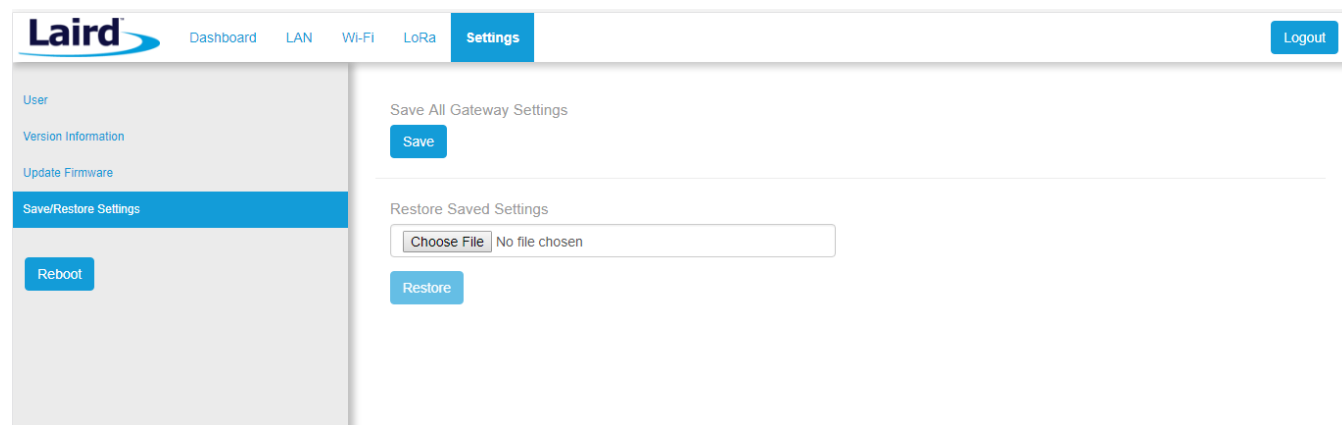 Laird™
Dashboard LAN Wi-Fi LoRa Settings Logout
User
Version Information
Update Firmware
Save/Restore Settings
Reboot
Save All Gateway Settings
Save
Restore Saved Settings
Choose File No file chosen
Restore